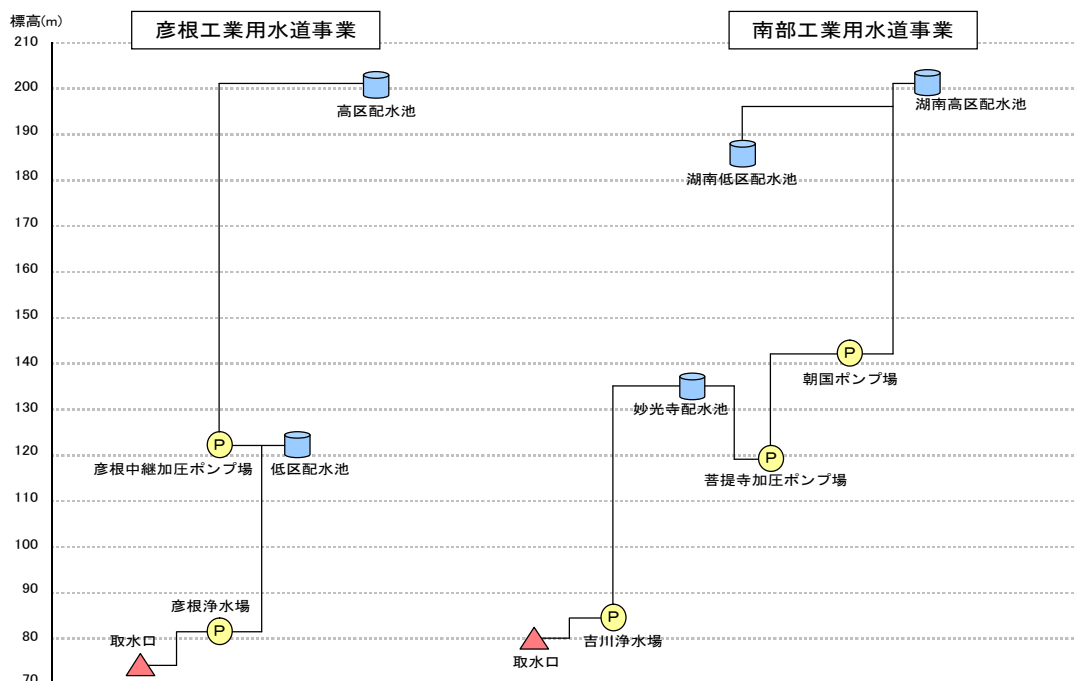 標高(m)
彦根工業用水道事業
南部工業用水道事業
210
200
190
180
170
160
150
140
130
120
110
100
90
80
70
高区配水池
湖南高区配水池
湖南低区配水池
P
朝国ポンプ場
妙光寺配水池
P
彦根中継加圧ポンプ場
低区配水池
P
菩提寺加圧ポンプ場
彦根浄水場
P
取水口
P
吉川浄水場
取水口